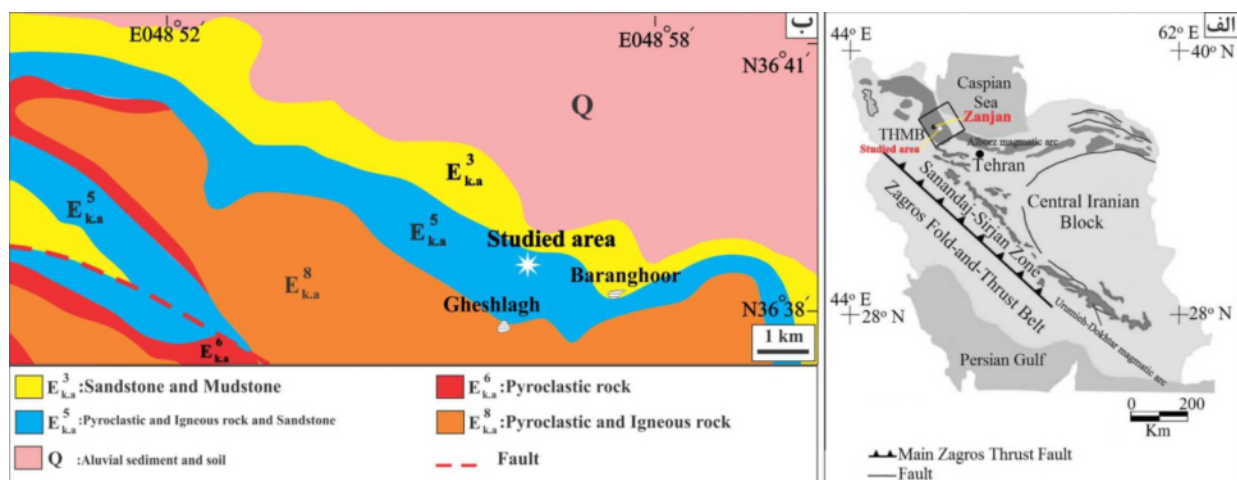 ب
E048° 52′
E048° 58′
N36° 41′
Q
E³k.a
E⁵k.a
E⁵k.a
Studied area
Baranghoor
E⁸k.a
Gheshlagh
N36° 38′
E⁶k.a
1 km
E³k.a:Sandstone and Mudstone
E⁶k.a:Pyroclastic rock
E⁵k.a:Pyroclastic and Igneous rock and Sandstone
E⁸k.a:Pyroclastic and Igneous rock
Q :Aluvial sediment and soil
Fault
الف
44° E
62° E
40° N
Caspian
Sea
Zanjan
THMB
Studied area
Alborz magmatic arc
Tehran
Sanandaj-Sirjan Zone
Central Iranian
Block
Zagros Fold-and-Thrust Belt
44° E
28° N
28° N
Urumieh-Dokhtar magmatic arc
Persian Gulf
0 200
Km
Main Zagros Thrust Fault
Fault